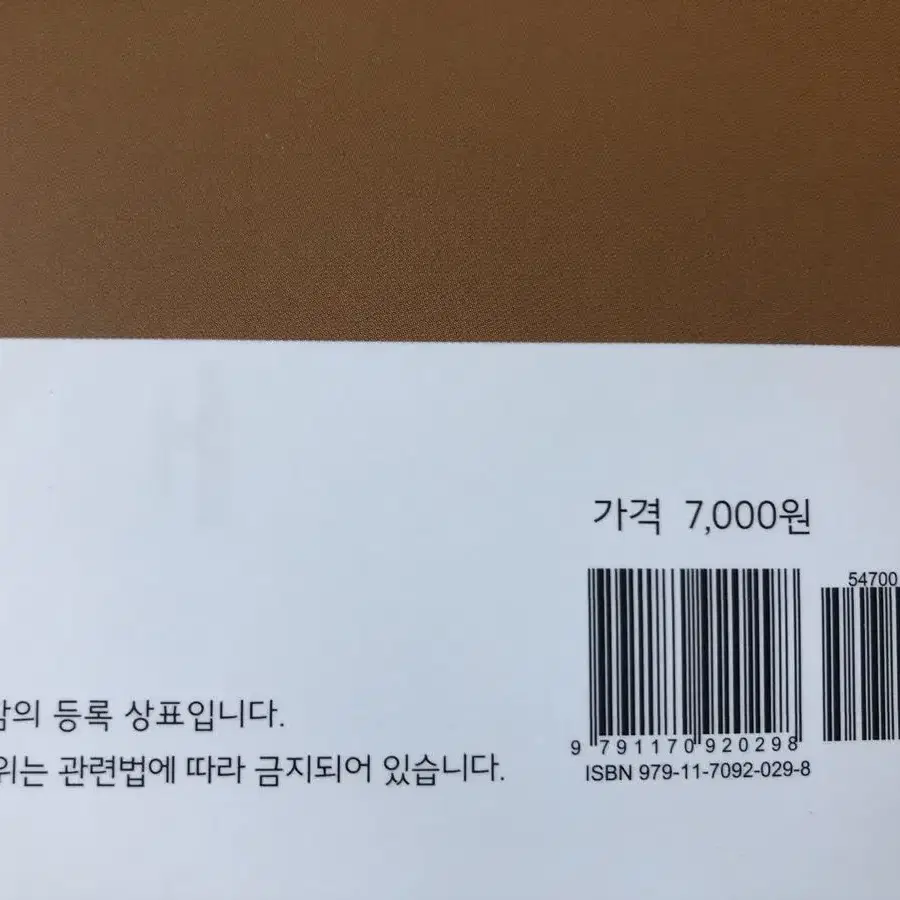 가격 7,000원
54700
의 등록 상표입니다.
위는 관련법에 따라 금지되어 있습니다.
9 791170 920298
ISBN 979-11-7092-029-8